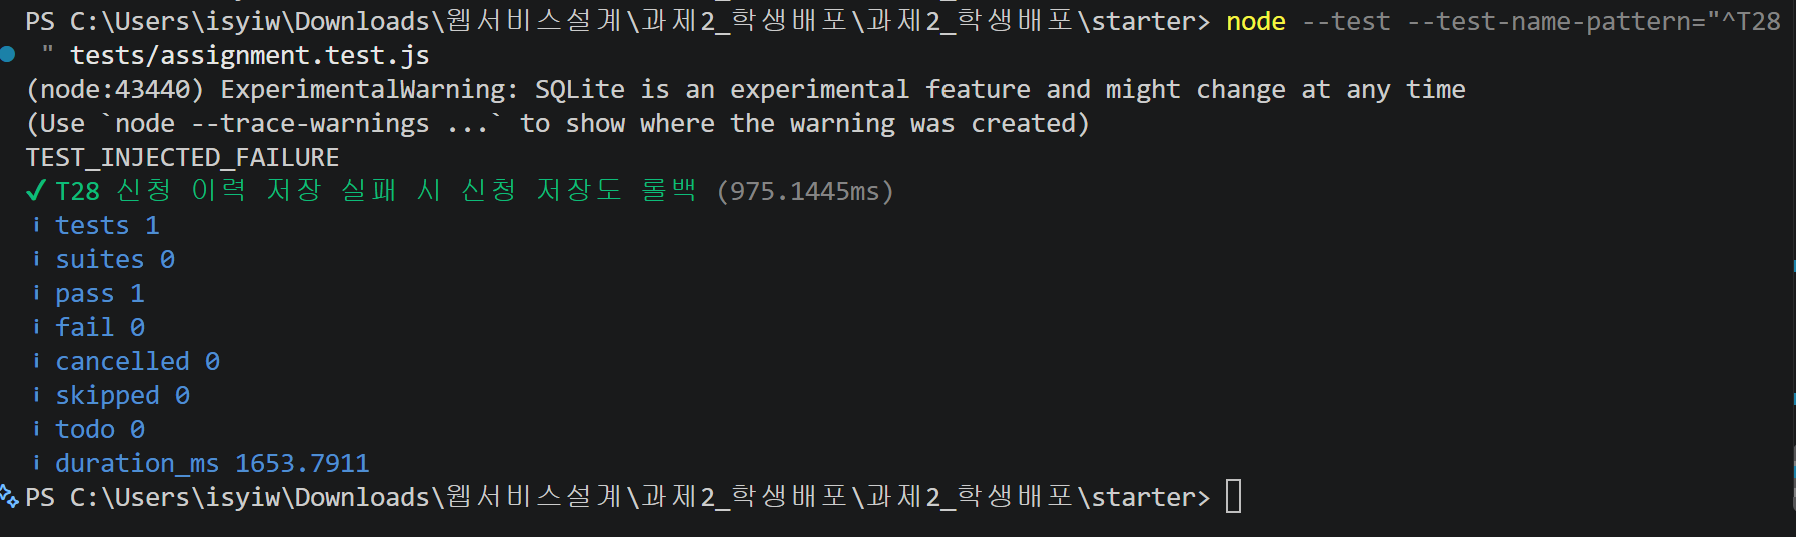 PS C:\Users\isyiw\Downloads\웹서비스설계\과제2_학생배포\과제2_학생배포\starter> node --test --test-name-pattern="^T28
 " tests/assignment.test.js
(node:43440) ExperimentalWarning: SQLite is an experimental feature and might change at any time
(Use `node --trace-warnings ...` to show where the warning was created)
TEST_INJECTED_FAILURE
✔ T28 신청 이력 저장 실패 시 신청 저장도 롤백 (975.1445ms)
ℹ tests 1
ℹ suites 0
ℹ pass 1
ℹ fail 0
ℹ cancelled 0
ℹ skipped 0
ℹ todo 0
ℹ duration_ms 1653.7911
PS C:\Users\isyiw\Downloads\웹서비스설계\과제2_학생배포\과제2_학생배포\starter>